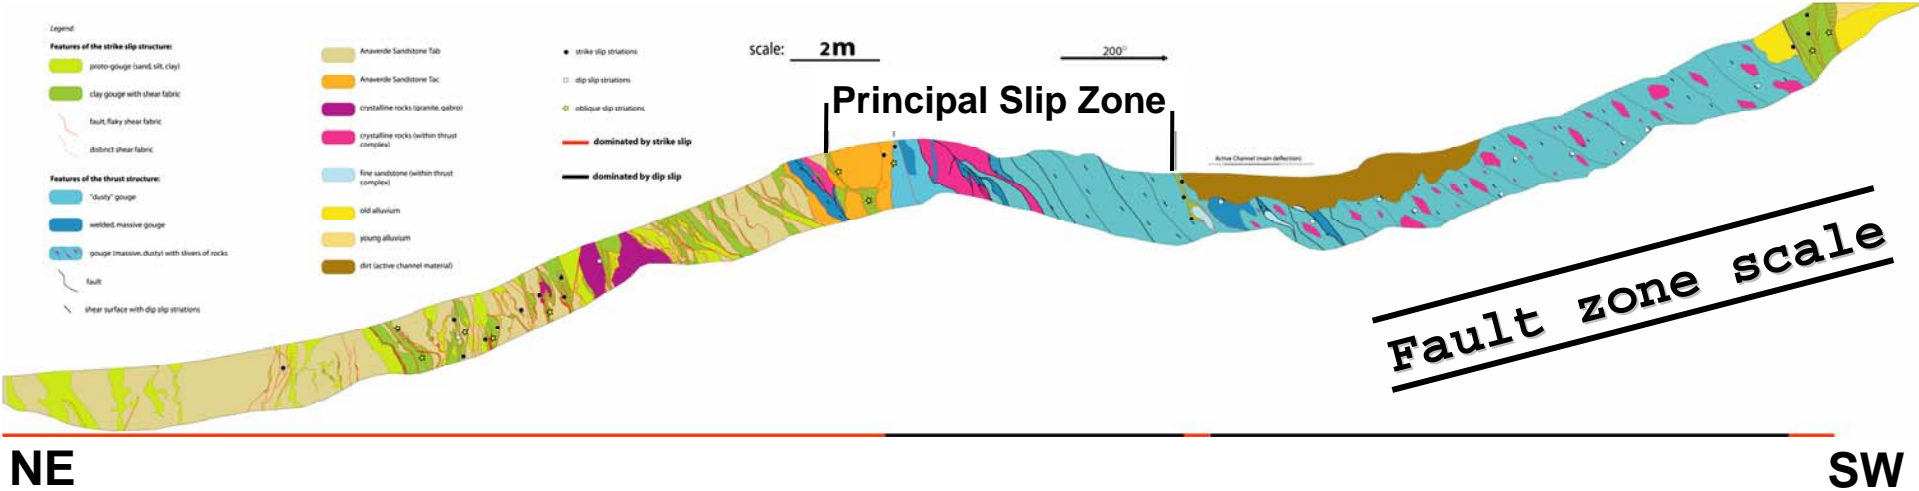 Legend:
Features of the strike slip structure:
proto-gouge (sand, silt, clay)
clay gouge with shear fabric
fault, flaky shear fabric
distinct shear fabric
Features of the thrust structure:
"dusty" gouge
welded, massive gouge
gouge (massive, dusty) with slivers of rocks
fault
shear surface with dip slip striations
Anaverde Sandstone Tab
Anaverde Sandstone Tac
crystalline rocks (granite, gabro)
crystalline rocks (within thrust
complex)
fine sandstone (within thrust
complex)
old alluvium
young alluvium
dirt (active channel material)
strike slip striations
dip slip striations
oblique slip striations
dominated by strike slip
dominated by dip slip
scale: 2m
200°
Principal Slip Zone
Active Channel (main deflection)
Fault zone scale
NE
SW